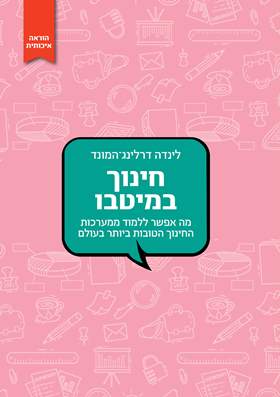 הוראה
איכותית
לינדה דרלינג־המונד
חינוך
במיטבו
מה אפשר ללמוד ממערכות
החינוך הטובות ביותר בעולם